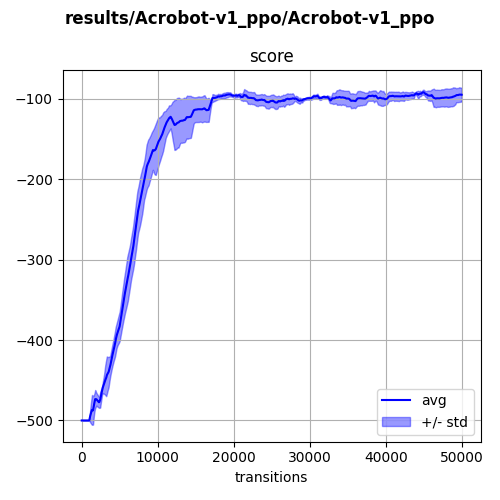 results/Acrobot-v1_ppo/Acrobot-v1_ppo
score
−100
−200
−300
−400
−500
0 10000 20000 30000 40000 50000
transitions
avg
+/- std